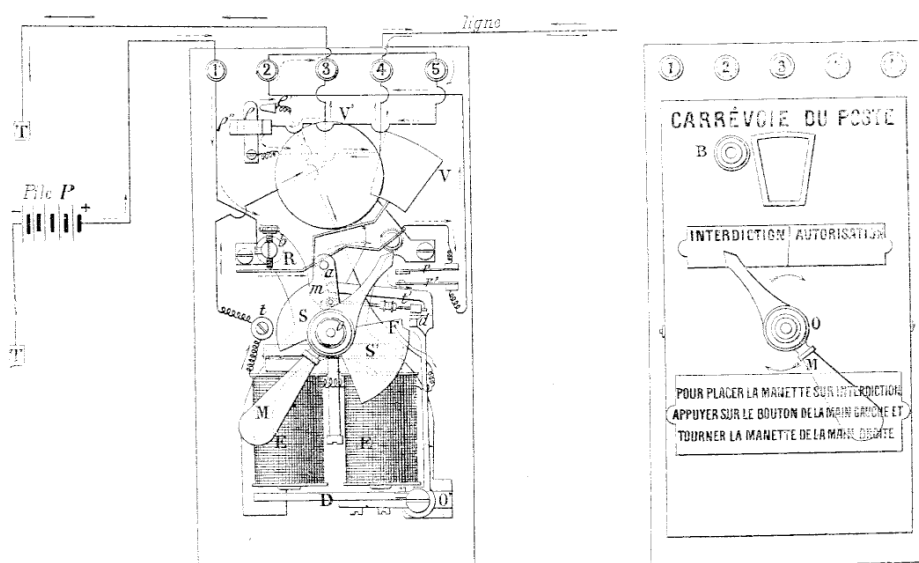 ligne
1 2 3 4 5
T
V'
V
Pile P
- +
R
a
m
r
r'
t
t'
S
b
F
d
S'
T
M
E
E
D
O'
1 2 3
CARRÉVOIE DU POSTE
B
INTERDICTION AUTORISATION
O
M
POUR PLACER LA MANETTE SUR INTERDICTION
APPUYER SUR LE BOUTON DE LA MAIN GAUCHE ET
TOURNER LA MANETTE DE LA MAIN DROITE